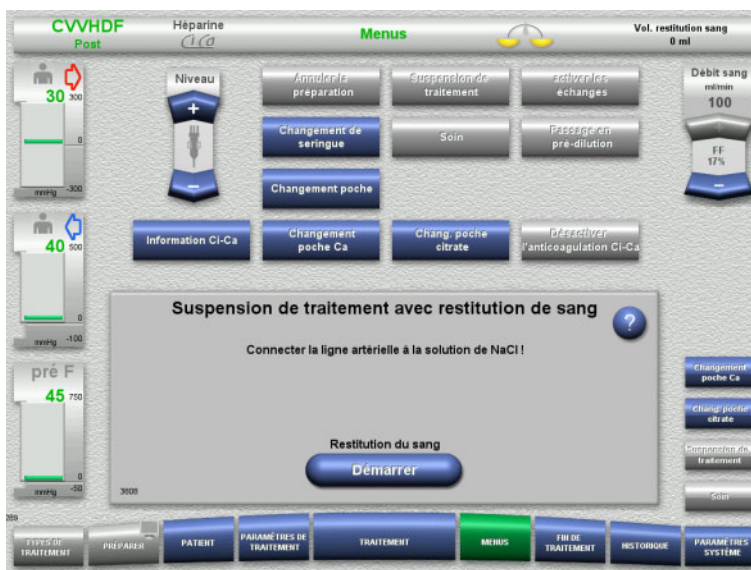 CVVHDF
Post
Héparine
Ci Ca
Menus
Vol. restitution sang
0 ml
30
300
0
mmHg
-300
Niveau
+
−
Annuler la
préparation
Suspension de
traitement
activer les
échanges
Changement de
seringue
Soin
Passage en
pré-dilution
Changement poche
Information Ci-Ca
Changement
poche Ca
Chang. poche
citrate
Désactiver
l'anticoagulation Ci-Ca
Débit sang
ml/min
100
+
FF
17%
−
40
500
0
mmHg
-100
pré F
45
750
0
mmHg
-50
Suspension de traitement avec restitution de sang
?
Connecter la ligne artérielle à la solution de NaCl !
Restitution du sang
Démarrer
3608
Changement
poche Ca
Chang. poche
citrate
Suspension de
traitement
Soin
TYPES DE
TRAITEMENT
PRÉPARER
PATIENT
PARAMÈTRES DE
TRAITEMENT
TRAITEMENT
MENUS
FIN DE
TRAITEMENT
HISTORIQUE
PARAMÈTRES
SYSTÈME